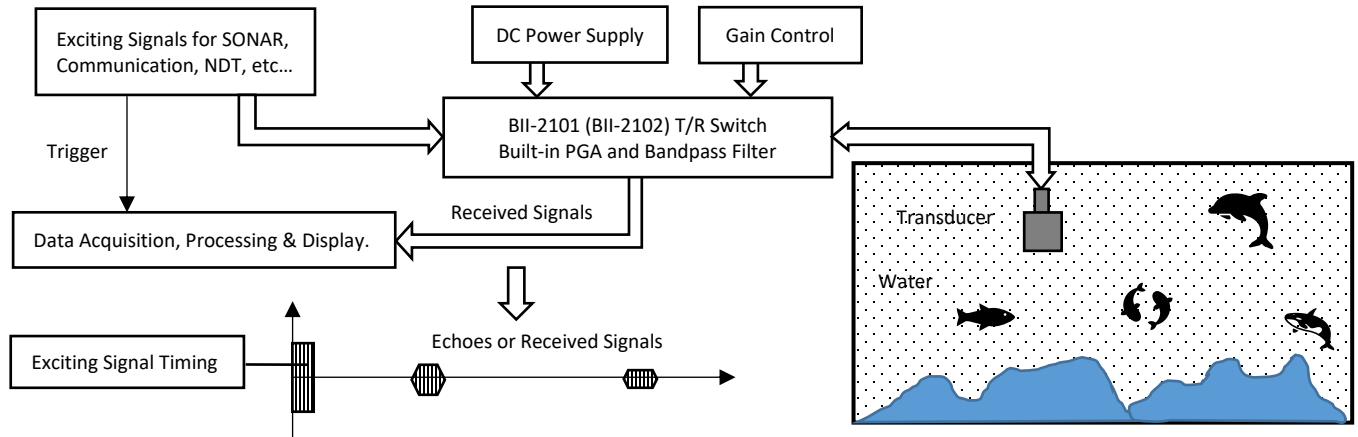 Exciting Signals for SONAR,
Communication, NDT, etc...
DC Power Supply
Gain Control
BII-2101 (BII-2102) T/R Switch
Built-in PGA and Bandpass Filter
Trigger
Received Signals
Data Acquisition, Processing & Display.
Transducer
Water
Echoes or Received Signals
Exciting Signal Timing